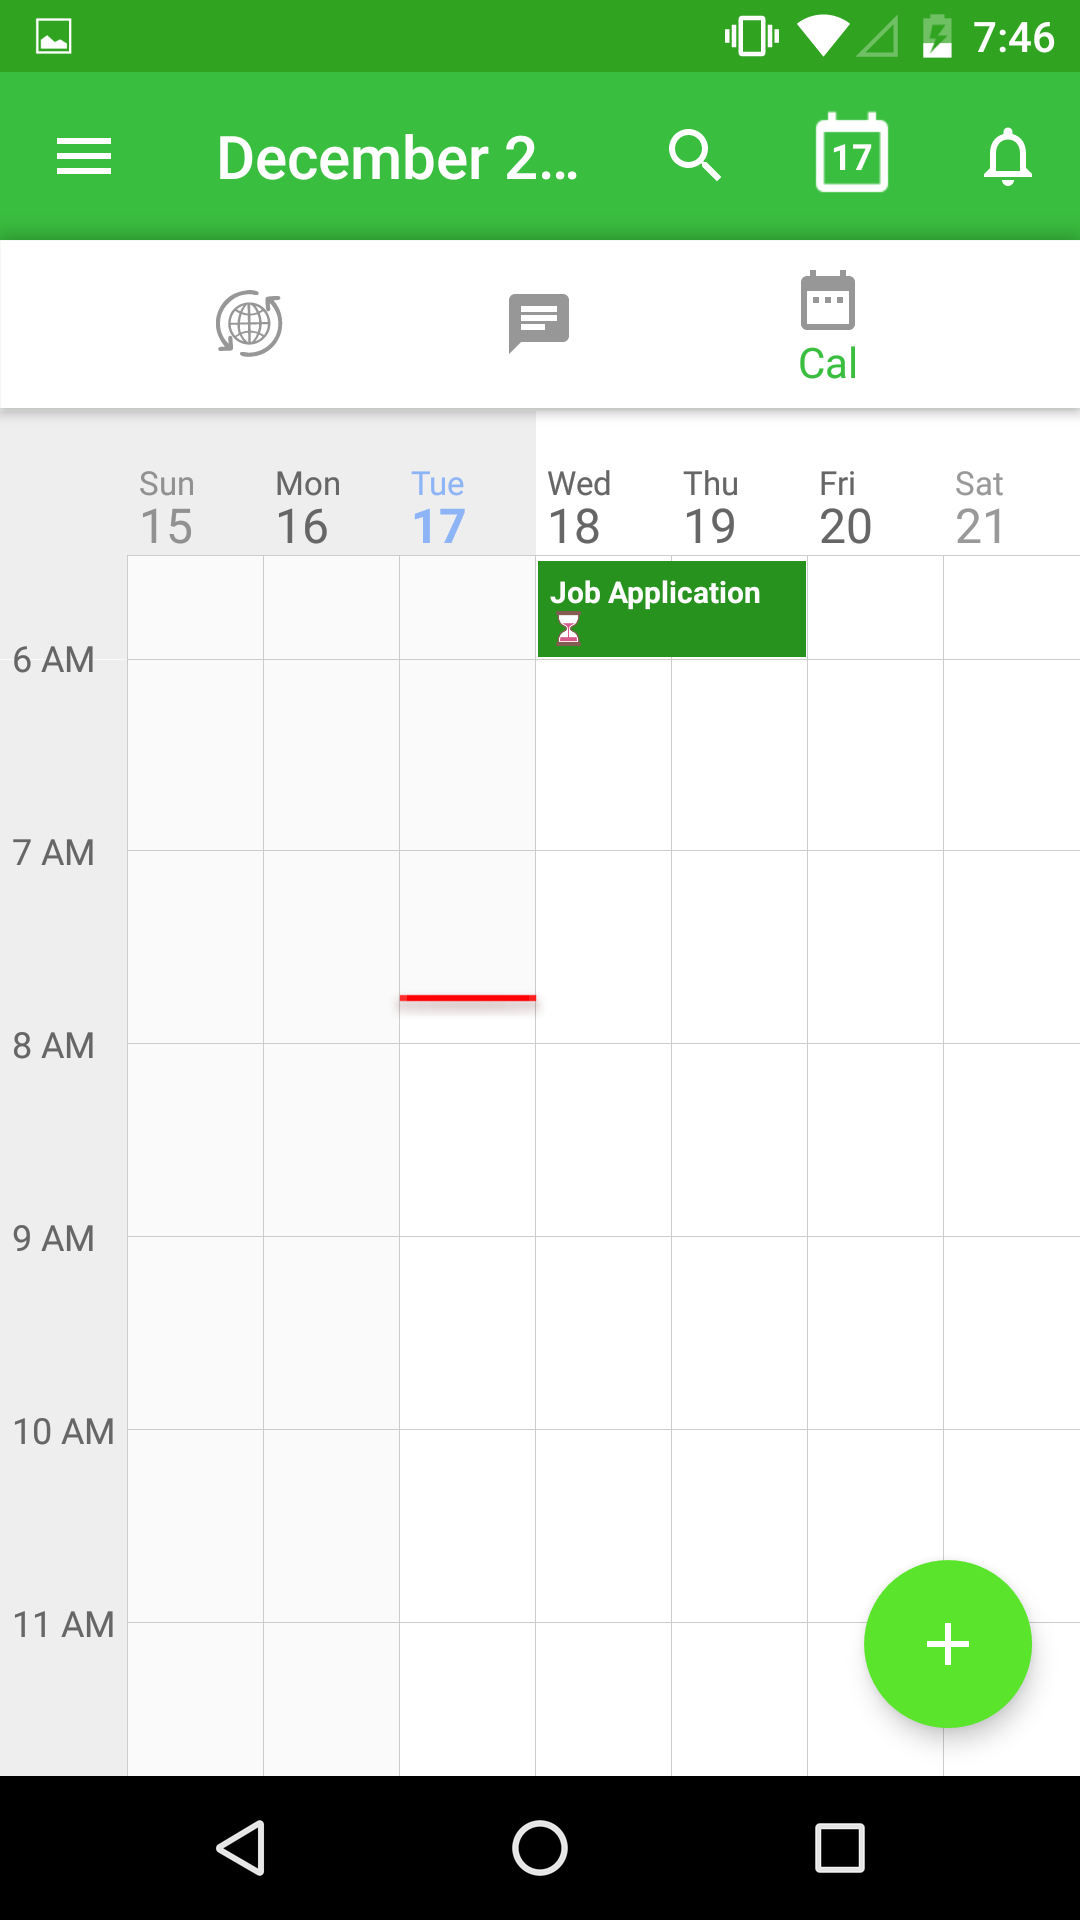 7:46
December 2...
17
Cal
Sun Mon Tue Wed Thu Fri Sat
15 16 17 18 19 20 21
Job Application
6 AM
7 AM
8 AM
9 AM
10 AM
11 AM